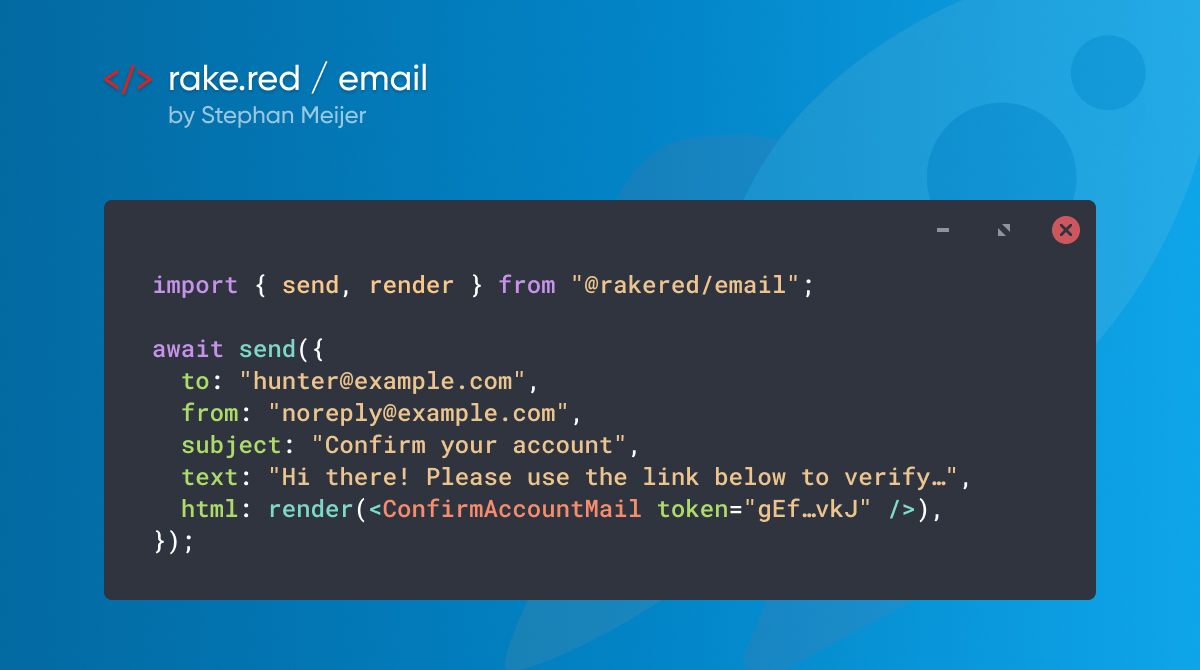 </> rake.red / email
by Stephan Meijer
import { send, render } from "@rakered/email";
await send({
  to: "hunter@example.com",
  from: "noreply@example.com",
  subject: "Confirm your account",
  text: "Hi there! Please use the link below to verify…",
  html: render(<ConfirmAccountMail token="gEf…vkJ" />),
});